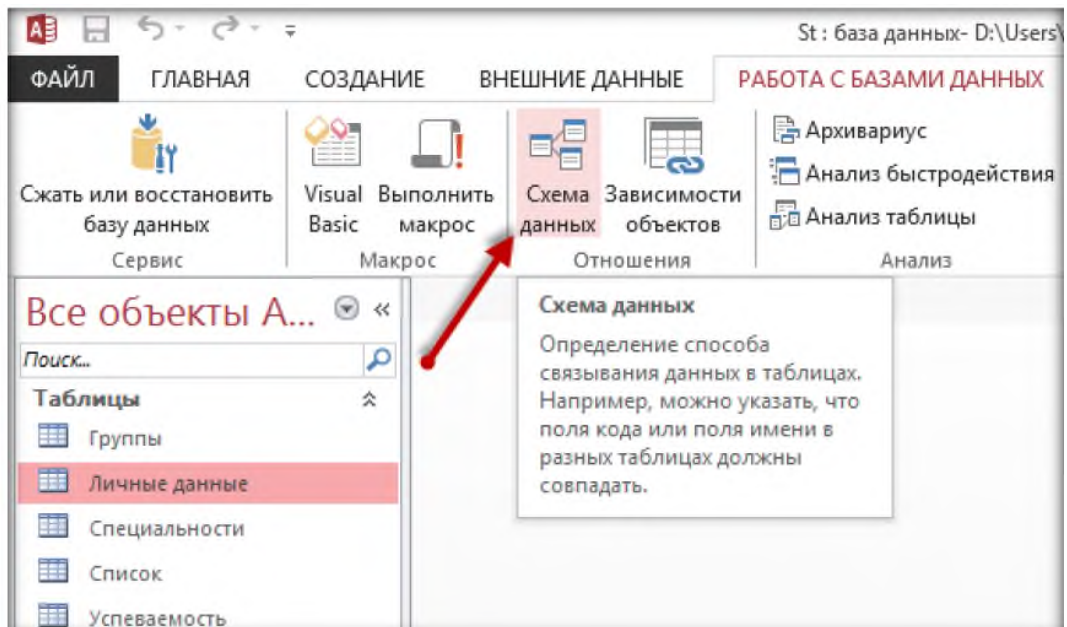 St : база данных- D:\Users\
ФАЙЛ ГЛАВНАЯ СОЗДАНИЕ ВНЕШНИЕ ДАННЫЕ РАБОТА С БАЗАМИ ДАННЫХ
Сжать или восстановить
базу данных
Visual
Basic
Выполнить
макрос
Схема
данных
Зависимости
объектов
Архивариус
Анализ быстродействия
Анализ таблицы
Сервис Макрос Отношения Анализ
Все объекты A...
Поиск...
Таблицы
Группы
Личные данные
Специальности
Список
Успеваемость
Схема данных
Определение способа
связывания данных в таблицах.
Например, можно указать, что
поля кода или поля имени в
разных таблицах должны
совпадать.